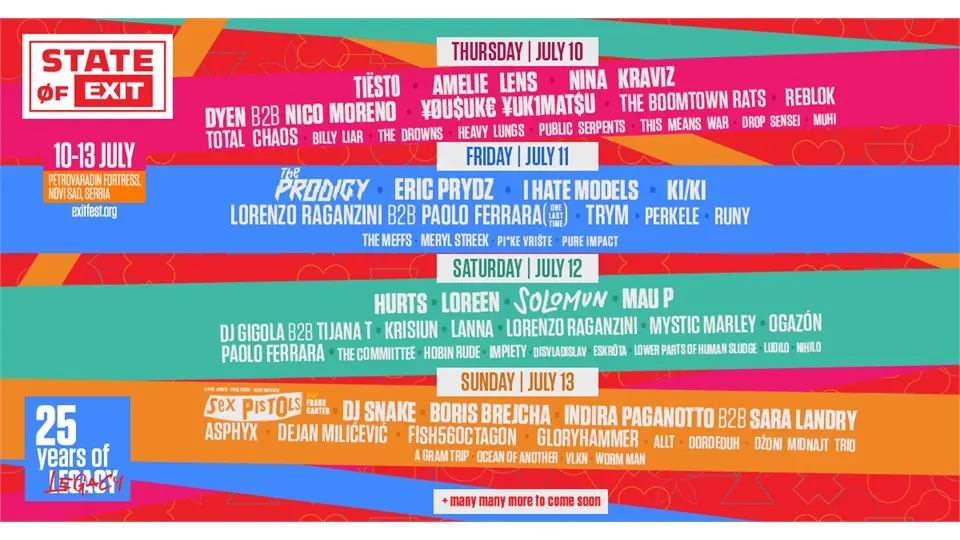 STATE
ØF EXIT
10-13 JULY
PETROVARADIN FORTRESS,
NOVI SAD, SERBIA
exitfest.org
THURSDAY | JULY 10
TIËSTO · AMELIE LENS · NINA KRAVIZ
DYEN B2B NICO MORENO · ¥ØU$UK€ ¥UK1MAT$U · THE BOOMTOWN RATS · REBLOK
TOTAL CHAOS · BILLY LIAR · THE DROWNS · HEAVY LUNGS · PUBLIC SERPENTS · THIS MEANS WAR · DROP SENSEI · MUHI
FRIDAY | JULY 11
THE PRODIGY · ERIC PRYDZ · I HATE MODELS · KI/KI
LORENZO RAGANZINI B2B PAOLO FERRARA (ONE LAST TIME) · TRYM · PERKELE · RUNY
THE MEFFS · MERYL STREEK · PI*KE VRIŠTE · PURE IMPACT
SATURDAY | JULY 12
HURTS · LOREEN · SOLOMUN · MAU P
DJ GIGOLA B2B TIJANA T · KRISIUN · LANNA · LORENZO RAGANZINI · MYSTIC MARLEY · OGAZÓN
PAOLO FERRARA · THE COMMIITTEE · HOBIN RUDE · IMPIETY · DISVLADISLAV · ESKRÖTA · LOWER PARTS OF HUMAN SLUDGE · LUDILO · NIHILO
SUNDAY | JULY 13
SEX PISTOLS FEAT FRANK CARTER · DJ SNAKE · BORIS BREJCHA · INDIRA PAGANOTTO B2B SARA LANDRY
ASPHYX · DEJAN MILIĆEVIĆ · FISH56OCTAGON · GLORYHAMMER · ALLT · DORDEDUH · DŽONI MIDNAJT TRIO
A GRAM TRIP · OCEAN OF ANOTHER · VLKN · WORM MAN
25
years of
LEGACY
LEGACY
+ many many more to come soon